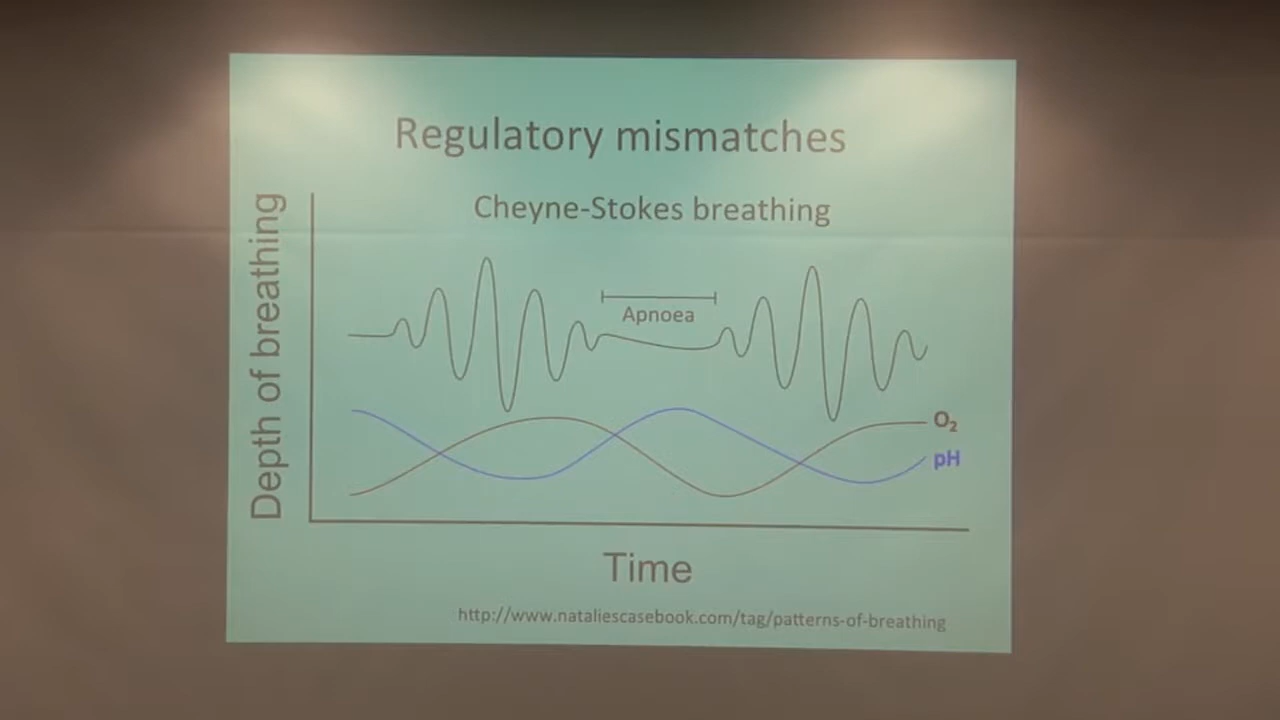 Regulatory mismatches
Cheyne-Stokes breathing
Depth of breathing
Apnoea
O₂
pH
Time
http://www.nataliescasebook.com/tag/patterns-of-breathing